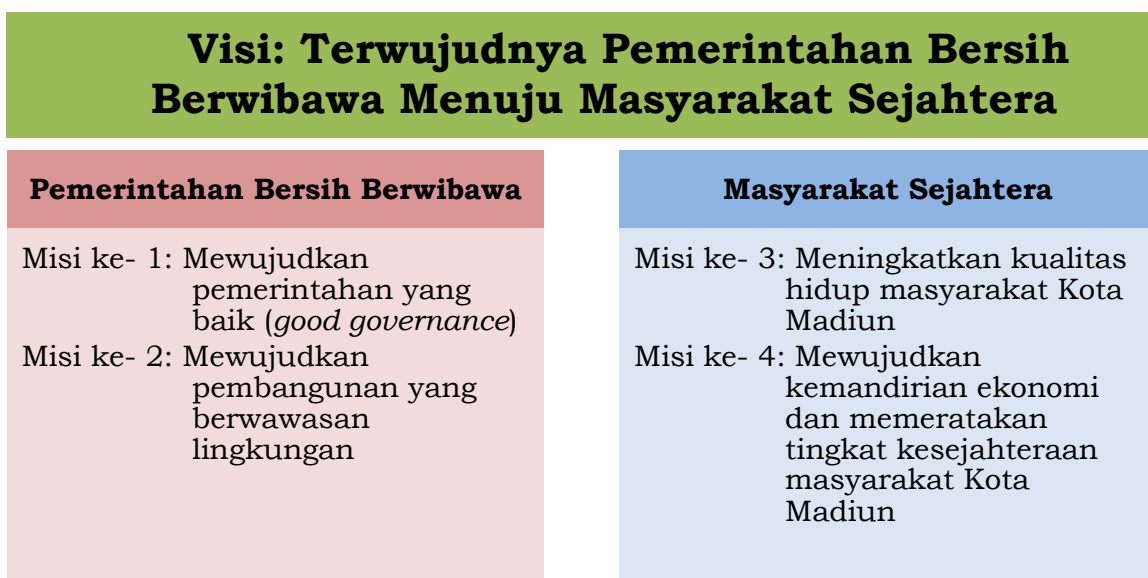 Visi: Terwujudnya Pemerintahan Bersih
Berwibawa Menuju Masyarakat Sejahtera
Pemerintahan Bersih Berwibawa
Misi ke- 1: Mewujudkan
pemerintahan yang
baik (good governance)
Misi ke- 2: Mewujudkan
pembangunan yang
berwawasan
lingkungan
Masyarakat Sejahtera
Misi ke- 3: Meningkatkan kualitas
hidup masyarakat Kota
Madiun
Misi ke- 4: Mewujudkan
kemandirian ekonomi
dan memeratakan
tingkat kesejahteraan
masyarakat Kota
Madiun